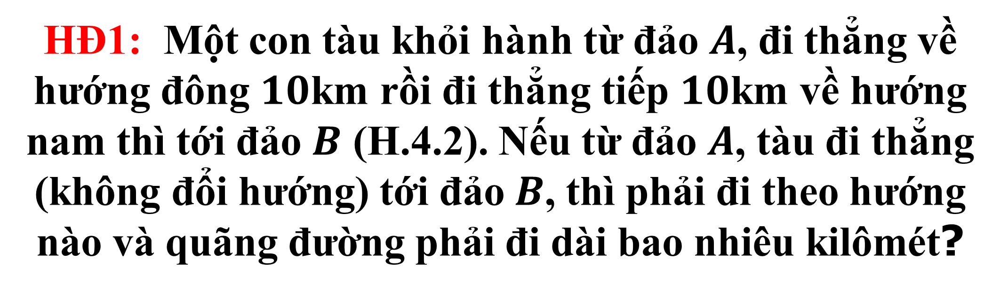 HĐ1: Một con tàu khỏi hành từ đảo A, đi thẳng về
hướng đông 10km rồi đi thẳng tiếp 10km về hướng
nam thì tới đảo B (H.4.2). Nếu từ đảo A, tàu đi thẳng
(không đổi hướng) tới đảo B, thì phải đi theo hướng
nào và quãng đường phải đi dài bao nhiêu kilômét?